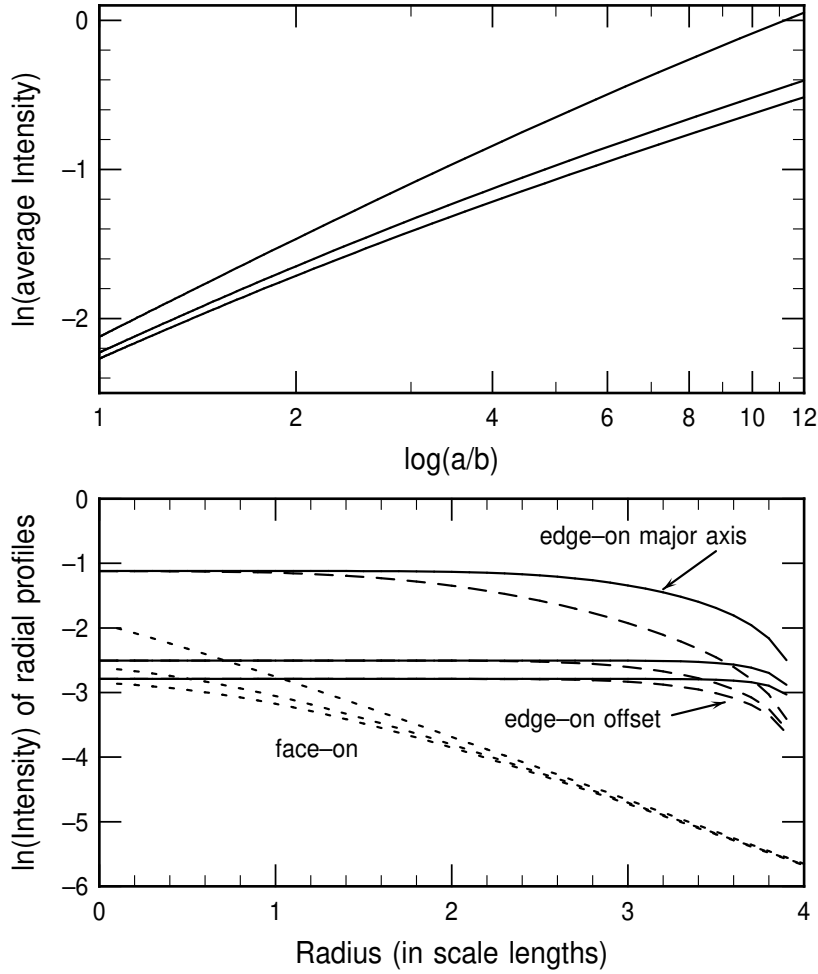 0
–1
–2
ln(average Intensity)
1 2 4 6 8 10 12
log(a/b)
0
–1
–2
–3
–4
–5
–6
ln(Intensity) of radial profiles
edge–on major axis
edge–on offset
face–on
0 1 2 3 4
Radius (in scale lengths)